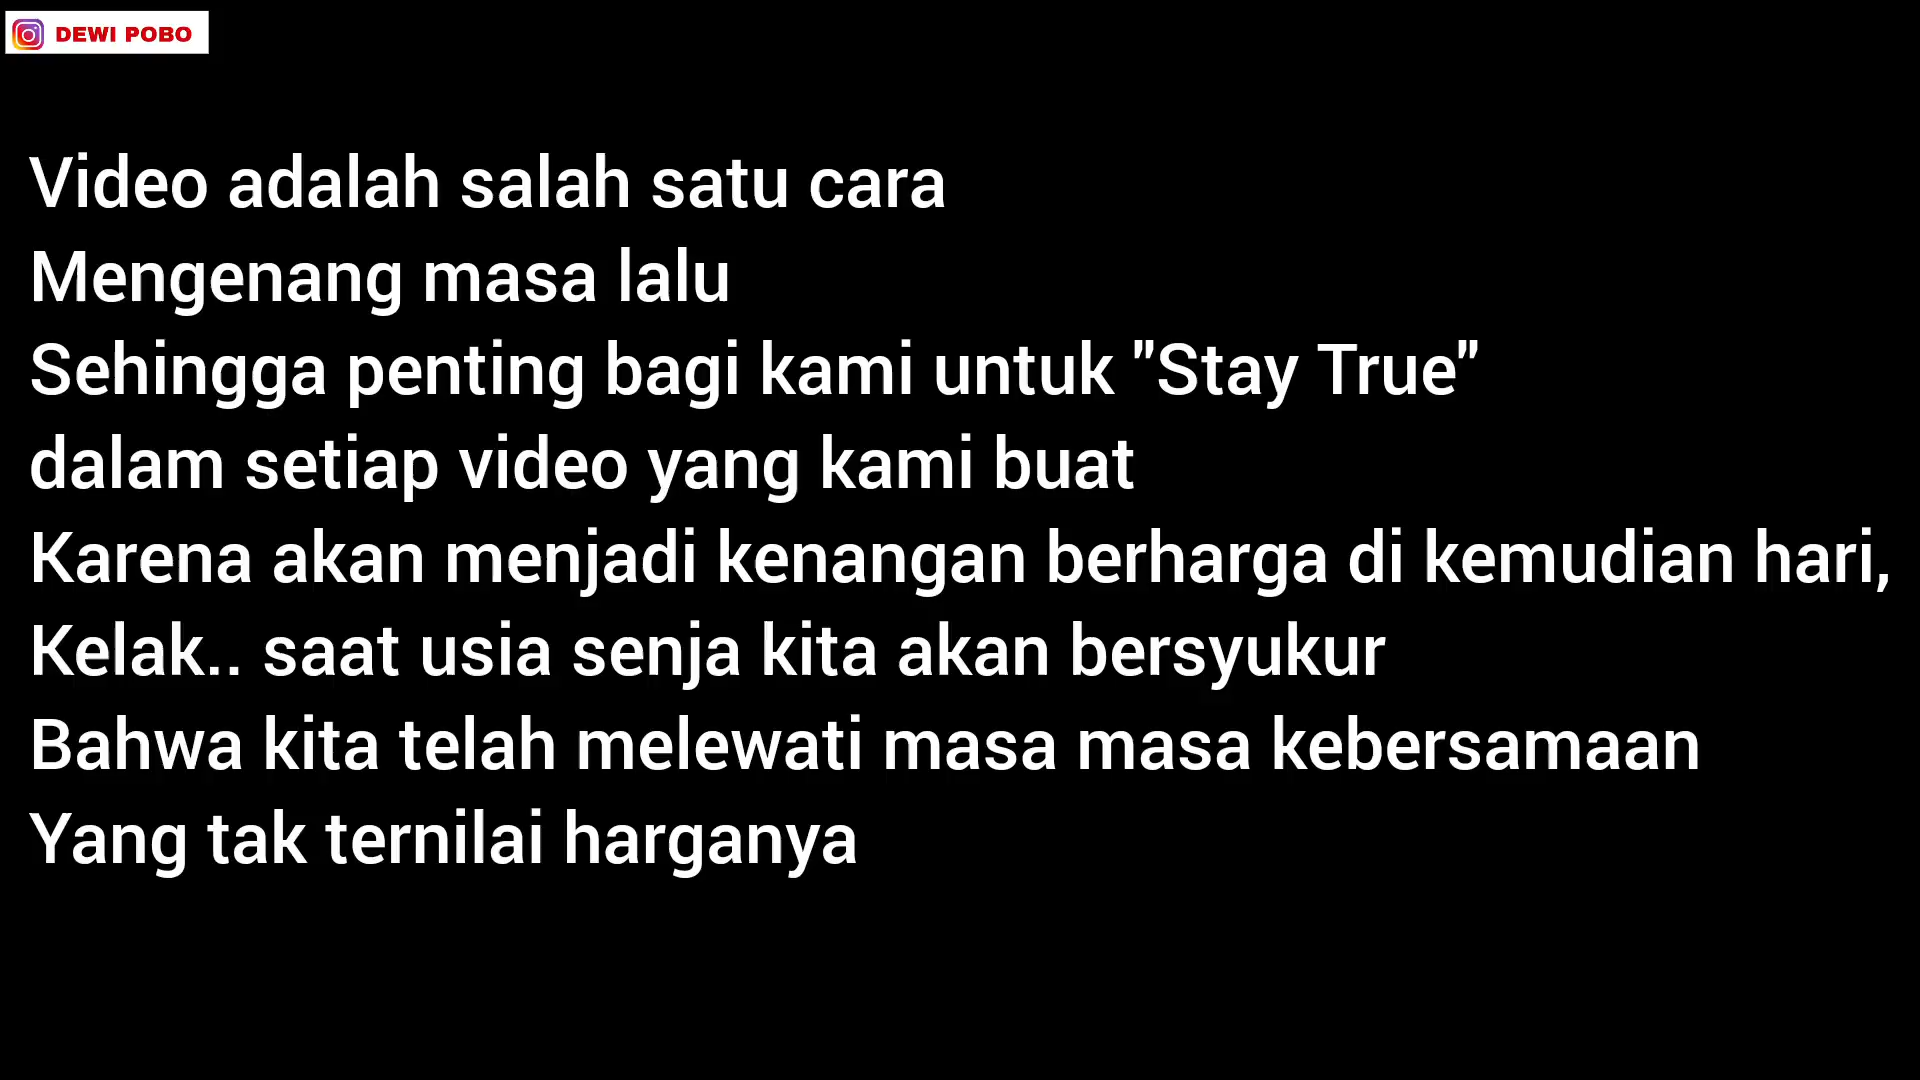 DEWI POBO
Video adalah salah satu cara
Mengenang masa lalu
Sehingga penting bagi kami untuk "Stay True"
dalam setiap video yang kami buat
Karena akan menjadi kenangan berharga di kemudian hari,
Kelak.. saat usia senja kita akan bersyukur
Bahwa kita telah melewati masa masa kebersamaan
Yang tak ternilai harganya